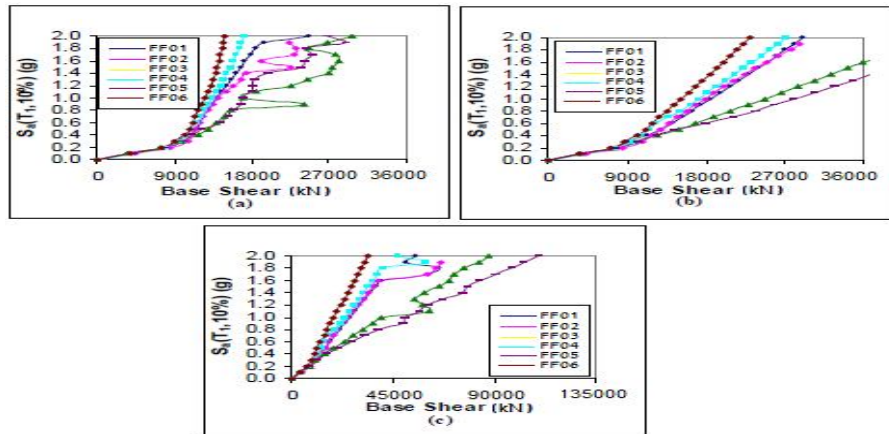 Sa(T1,10%) (g)
2.0
1.8
1.6
1.4
1.2
1.0
0.8
0.6
0.4
0.2
0.0
FF01
FF02
FF03
FF04
FF05
FF06
0 9000 18000 27000 36000
Base Shear (kN)
(a)
Sa(T1,10%) (g)
2.0
1.8
1.6
1.4
1.2
1.0
0.8
0.6
0.4
0.2
0.0
FF01
FF02
FF03
FF04
FF05
FF06
0 9000 18000 27000 36000
Base Shear (kN)
(b)
Sa(T1,10%) (g)
2.0
1.8
1.6
1.4
1.2
1.0
0.8
0.6
0.4
0.2
0.0
FF01
FF02
FF03
FF04
FF05
FF06
0 45000 90000 135000
Base Shear (kN)
(c)